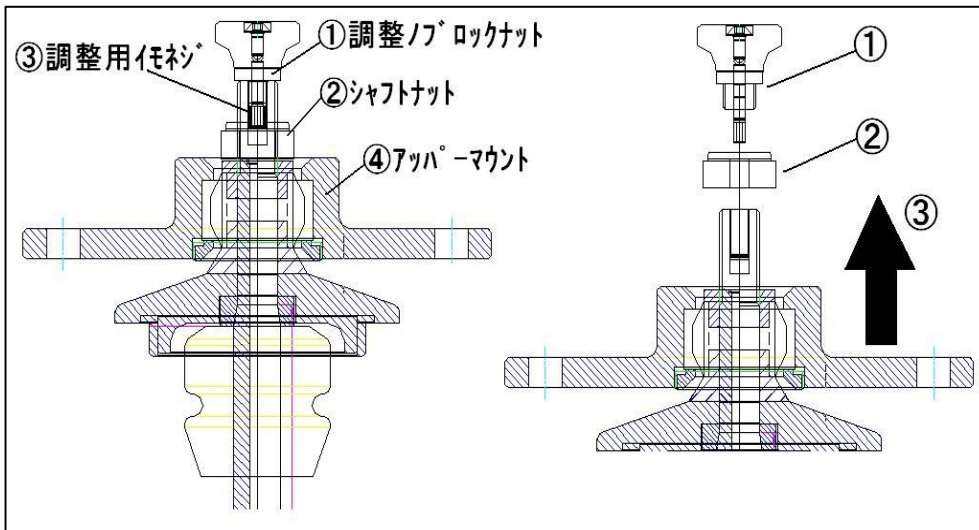 ①調整ﾉﾌﾞﾛｯｸナット
③調整用ｲﾓﾈｼﾞ
②シャフトナット
④アッパーマウント
①
②
③